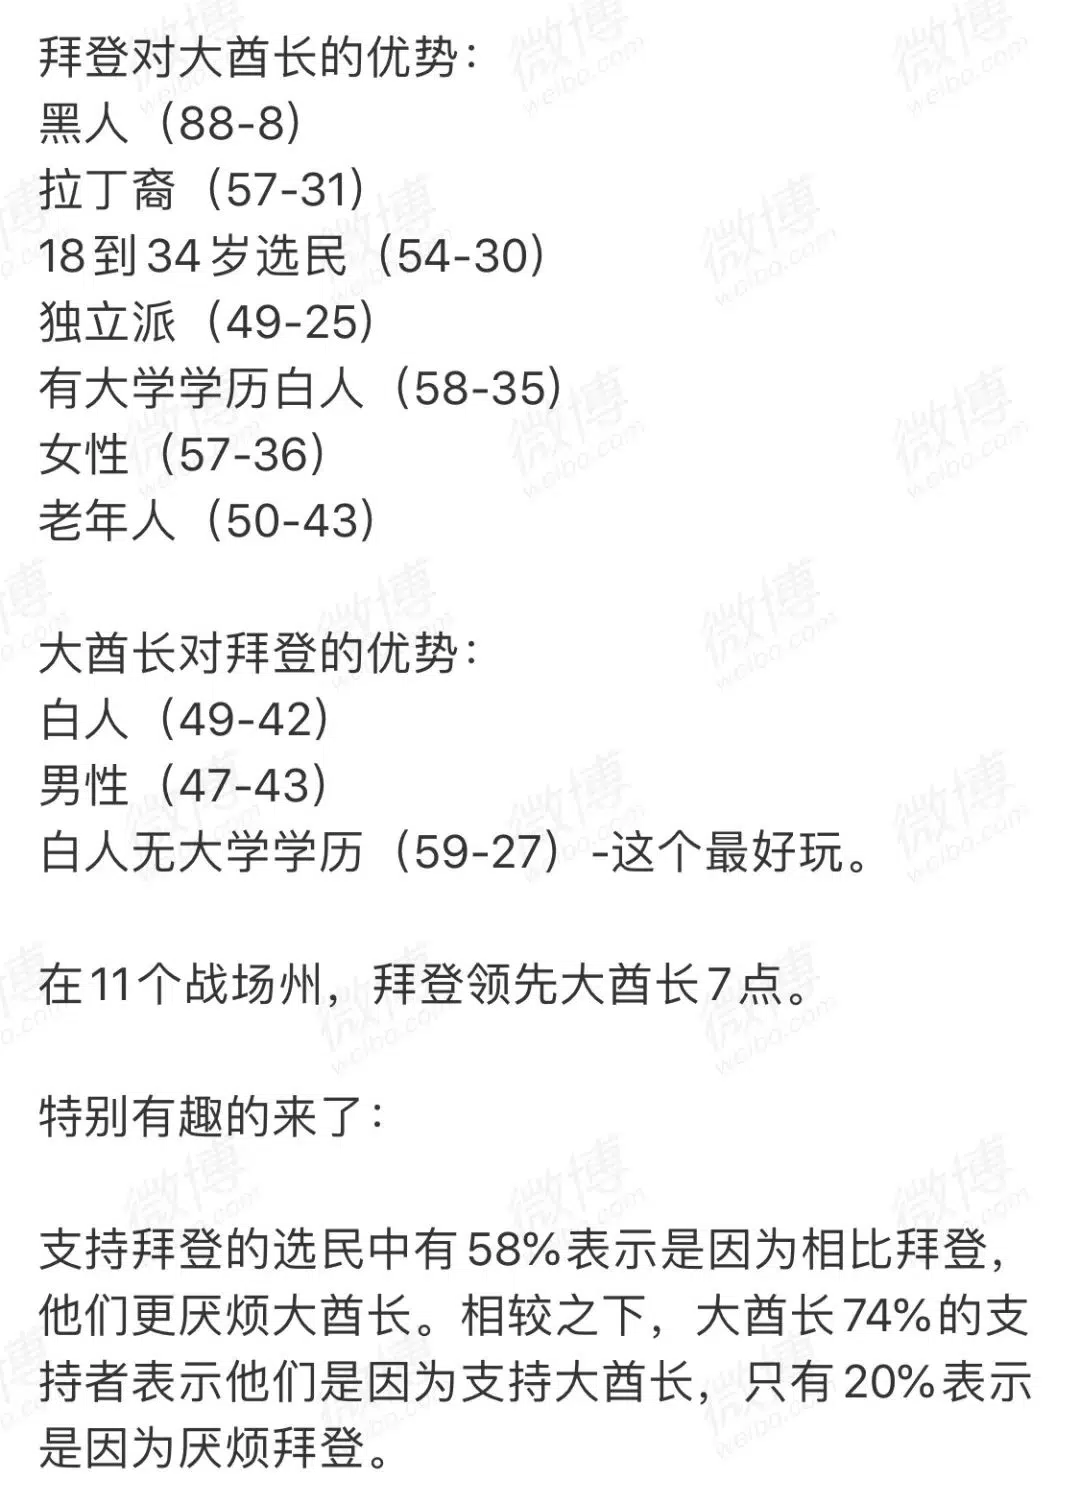 拜登对大酋长的优势：
黑人（88-8）
拉丁裔（57-31）
18到34岁选民（54-30）
独立派（49-25）
有大学学历白人（58-35）
女性（57-36）
老年人（50-43）
大酋长对拜登的优势：
白人（49-42）
男性（47-43）
白人无大学学历（59-27）-这个最好玩。
在11个战场州，拜登领先大酋长7点。
特别有趣的来了：
支持拜登的选民中有58%表示是因为相比拜登，
他们更厌烦大酋长。相较之下，大酋长74%的支
持者表示他们是因为支持大酋长，只有20%表示
是因为厌烦拜登。
微博
weibo.com